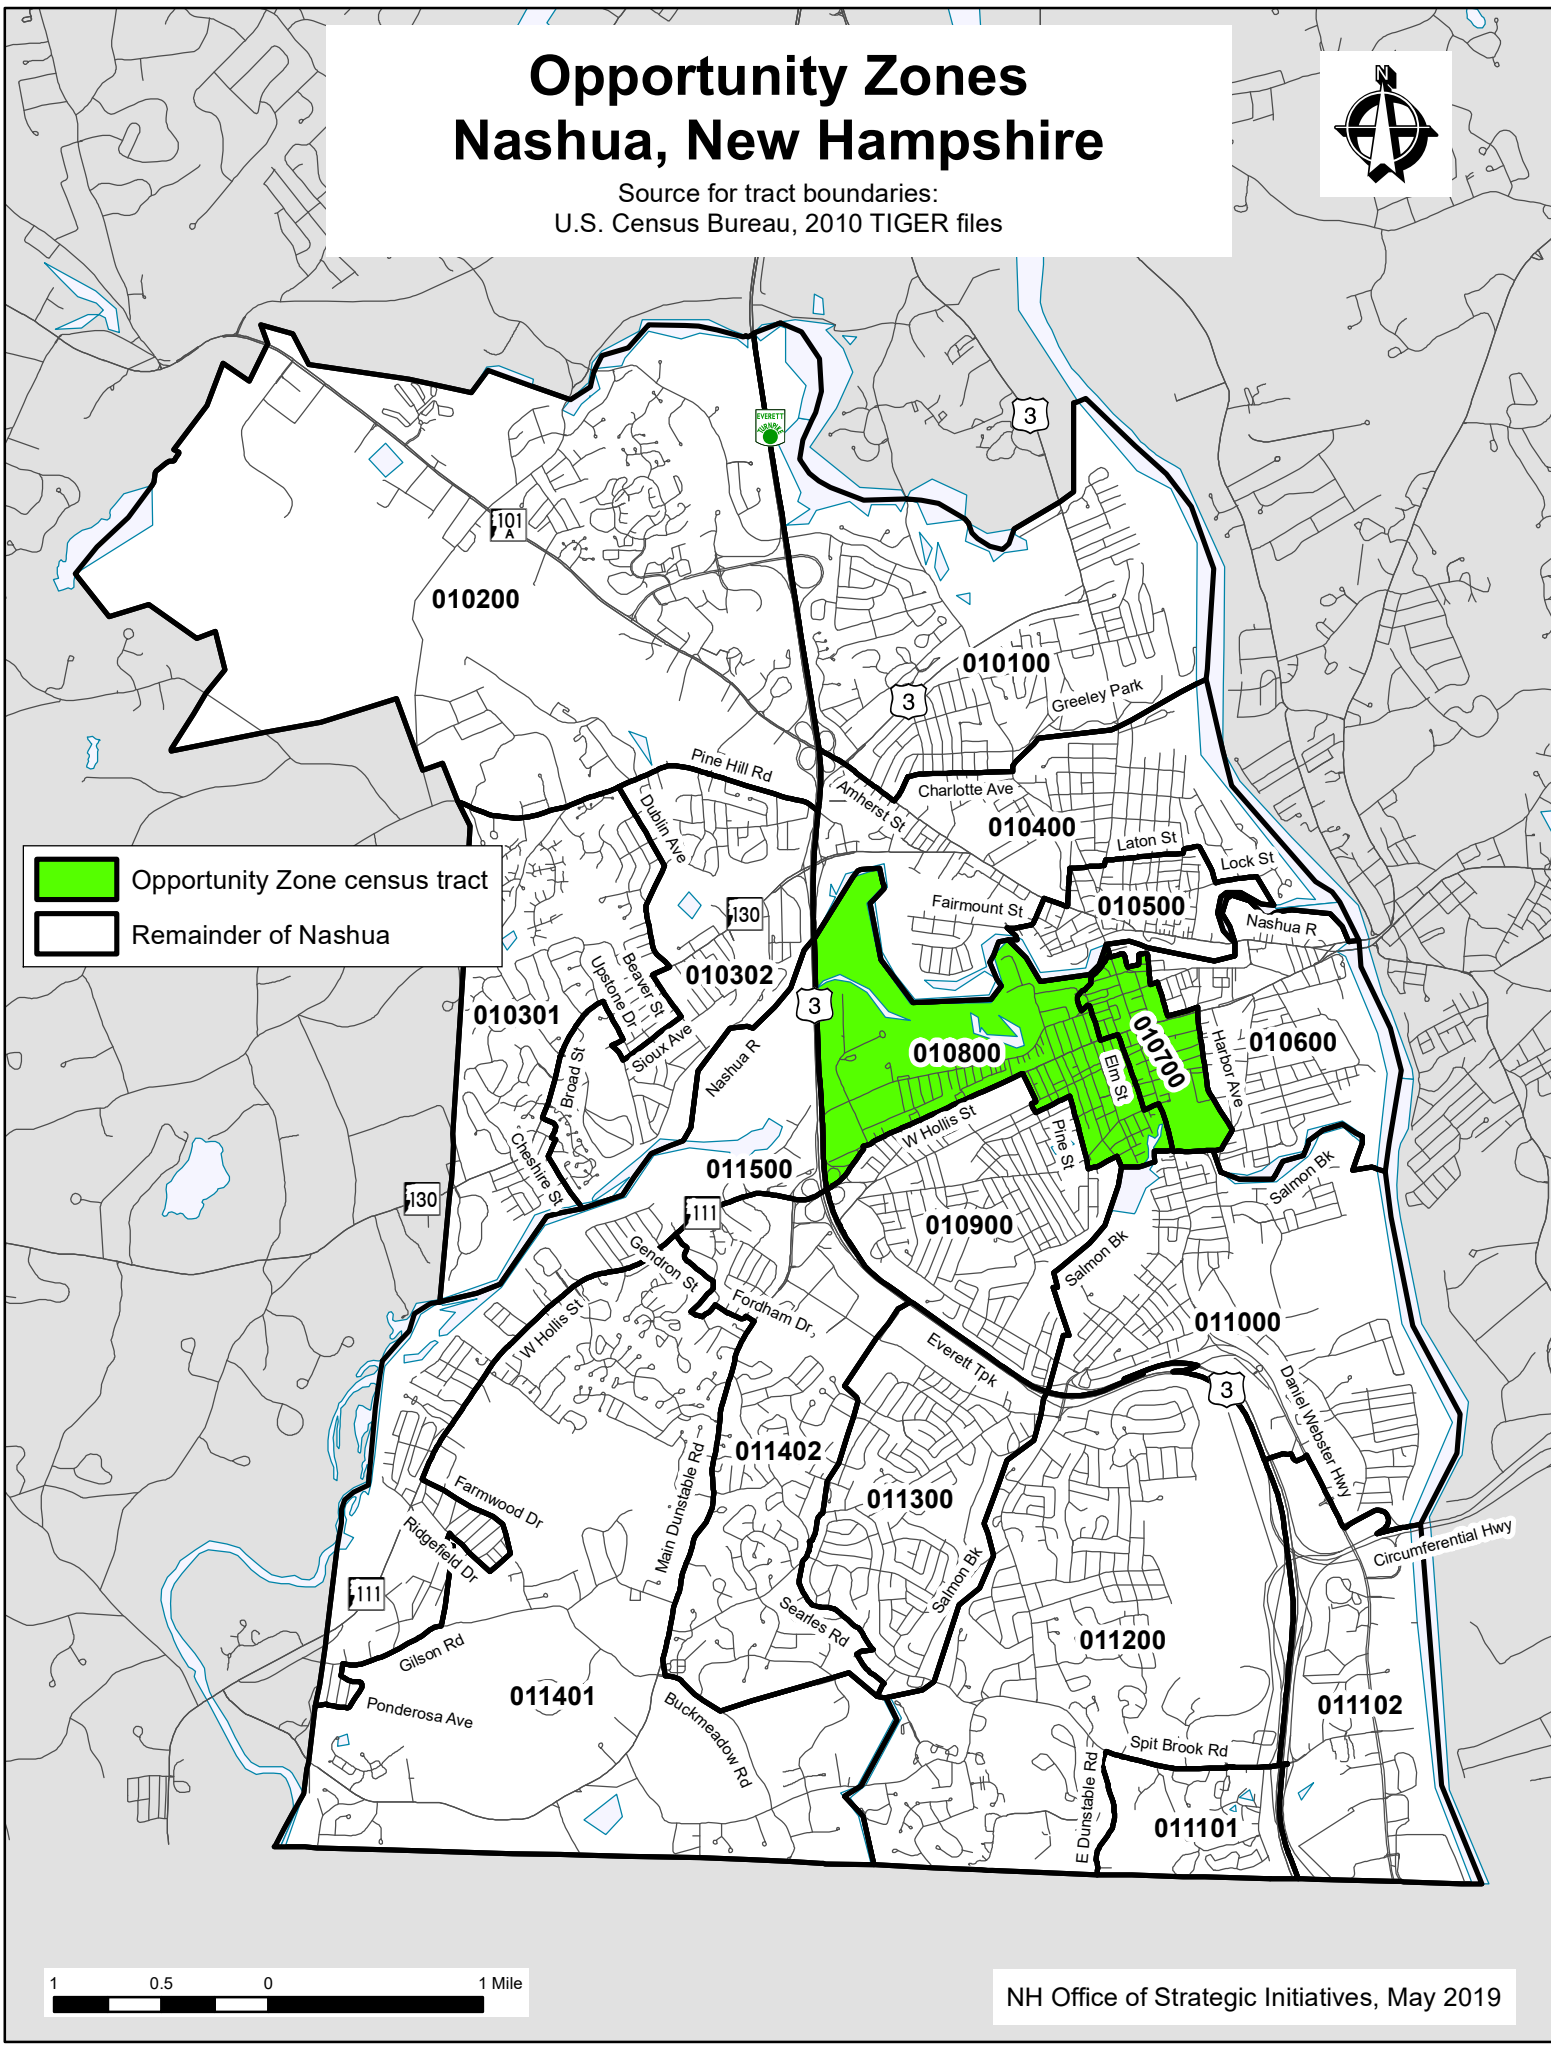 Opportunity Zones
Nashua, New Hampshire
Source for tract boundaries:
U.S. Census Bureau, 2010 TIGER files
N
EVERETT
TURNPIKE
3
101
A
010200
010100
3
Greeley Park
Pine Hill Rd
Amherst St
Charlotte Ave
Dublin Ave
010400
Laton St
Lock St
Opportunity Zone census tract
Remainder of Nashua
130
Fairmount St
010500
Nashua R
Beaver St
Upstone Dr
010302
010301
3
Sioux Ave
Broad St
Nashua R
010800
010700
Elm St
Harbor Ave
010600
W Hollis St
Pine St
Cheshire St
011500
Salmon Bk
130
111
010900
Gendron St
Salmon Bk
Fordham Dr
W Hollis St
011000
Everett Tpk
3
Daniel Webster Hwy
Main Dunstable Rd
011402
011300
Farmwood Dr
Ridgefield Dr
Circumferential Hwy
Salmon Bk
111
Searles Rd
Gilson Rd
011200
011401
Ponderosa Ave
Buckmeadow Rd
011102
Spit Brook Rd
E Dunstable Rd
011101
1 0.5 0 1 Mile
NH Office of Strategic Initiatives, May 2019